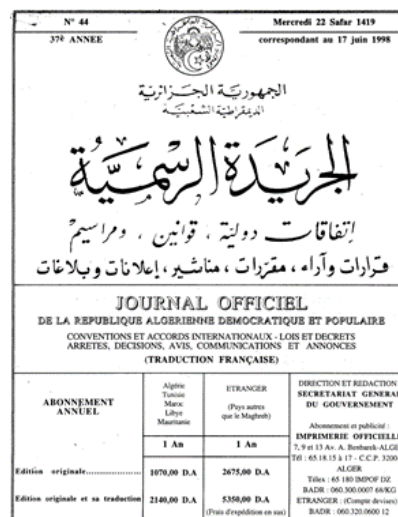 N° 44
Mercredi 22 Safar 1419
37è ANNEE
correspondant au 17 juin 1998
الجمهورية الجزائرية
الديمقراطية الشعبية
الجريدة الرسمية
إتفاقات دولية ، قوانين ، ومراسيم
قرارات وآراء ، مقررات ، مناشير ، إعلانات وبلاغات
JOURNAL OFFICIEL
DE LA REPUBLIQUE ALGERIENNE DEMOCRATIQUE ET POPULAIRE
CONVENTIONS ET ACCORDS INTERNATIONAUX - LOIS ET DECRETS
ARRETES, DECISIONS, AVIS, COMMUNICATIONS ET ANNONCES
(TRADUCTION FRANÇAISE)
ABONNEMENT
ANNUEL
Algérie
Tunisie
Maroc
Libye
Mauritanie
ETRANGER
(Pays autres
que le Maghreb)
1 An
1 An
Edition originale..................
1070,00 D.A
2675,00 D.A
Edition originale et sa traduction
2140,00 D.A
5350,00 D.A
(Frais d'expédition en sus)
DIRECTION ET REDACTION
SECRETARIAT GENERAL
DU GOUVERNEMENT
Abonnement et publicité :
IMPRIMERIE OFFICIELLE
7, 9 et 13 Av. A. Benbarek-ALGER
Tél : 65.18.15 à 17 - C.C.P. 3200-
ALGER
Télex : 65 180 IMPOF DZ
BADR : 060.300.0007 68/KG
ETRANGER : (Compte devises)
BADR : 060.320.0600 12